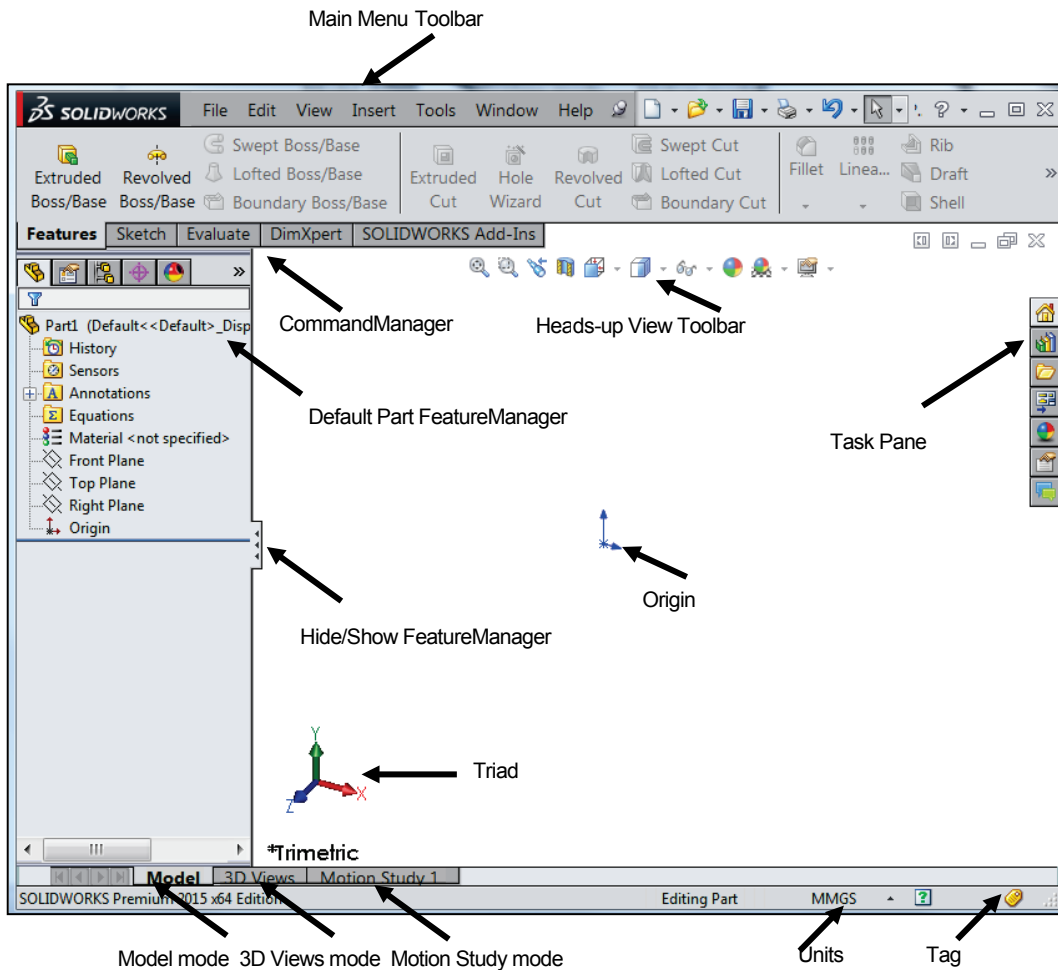 Main Menu Toolbar
SOLIDWORKS File Edit View Insert Tools Window Help
Extruded Boss/Base
Revolved Boss/Base
Swept Boss/Base
Lofted Boss/Base
Boundary Boss/Base
Extruded Cut
Hole Wizard
Revolved Cut
Swept Cut
Lofted Cut
Boundary Cut
Fillet
Linea...
Rib
Draft
Shell
Features Sketch Evaluate DimXpert SOLIDWORKS Add-Ins
CommandManager
Heads-up View Toolbar
Part1 (Default<<Default>_Disp
History
Sensors
Annotations
Equations
Material <not specified>
Front Plane
Top Plane
Right Plane
Origin
Default Part FeatureManager
Task Pane
Origin
Hide/Show FeatureManager
Triad
Y
X
Z
*Trimetric
Model 3D Views Motion Study 1
SOLIDWORKS Premium 2015 x64 Edition Editing Part MMGS
Model mode 3D Views mode Motion Study mode Units Tag